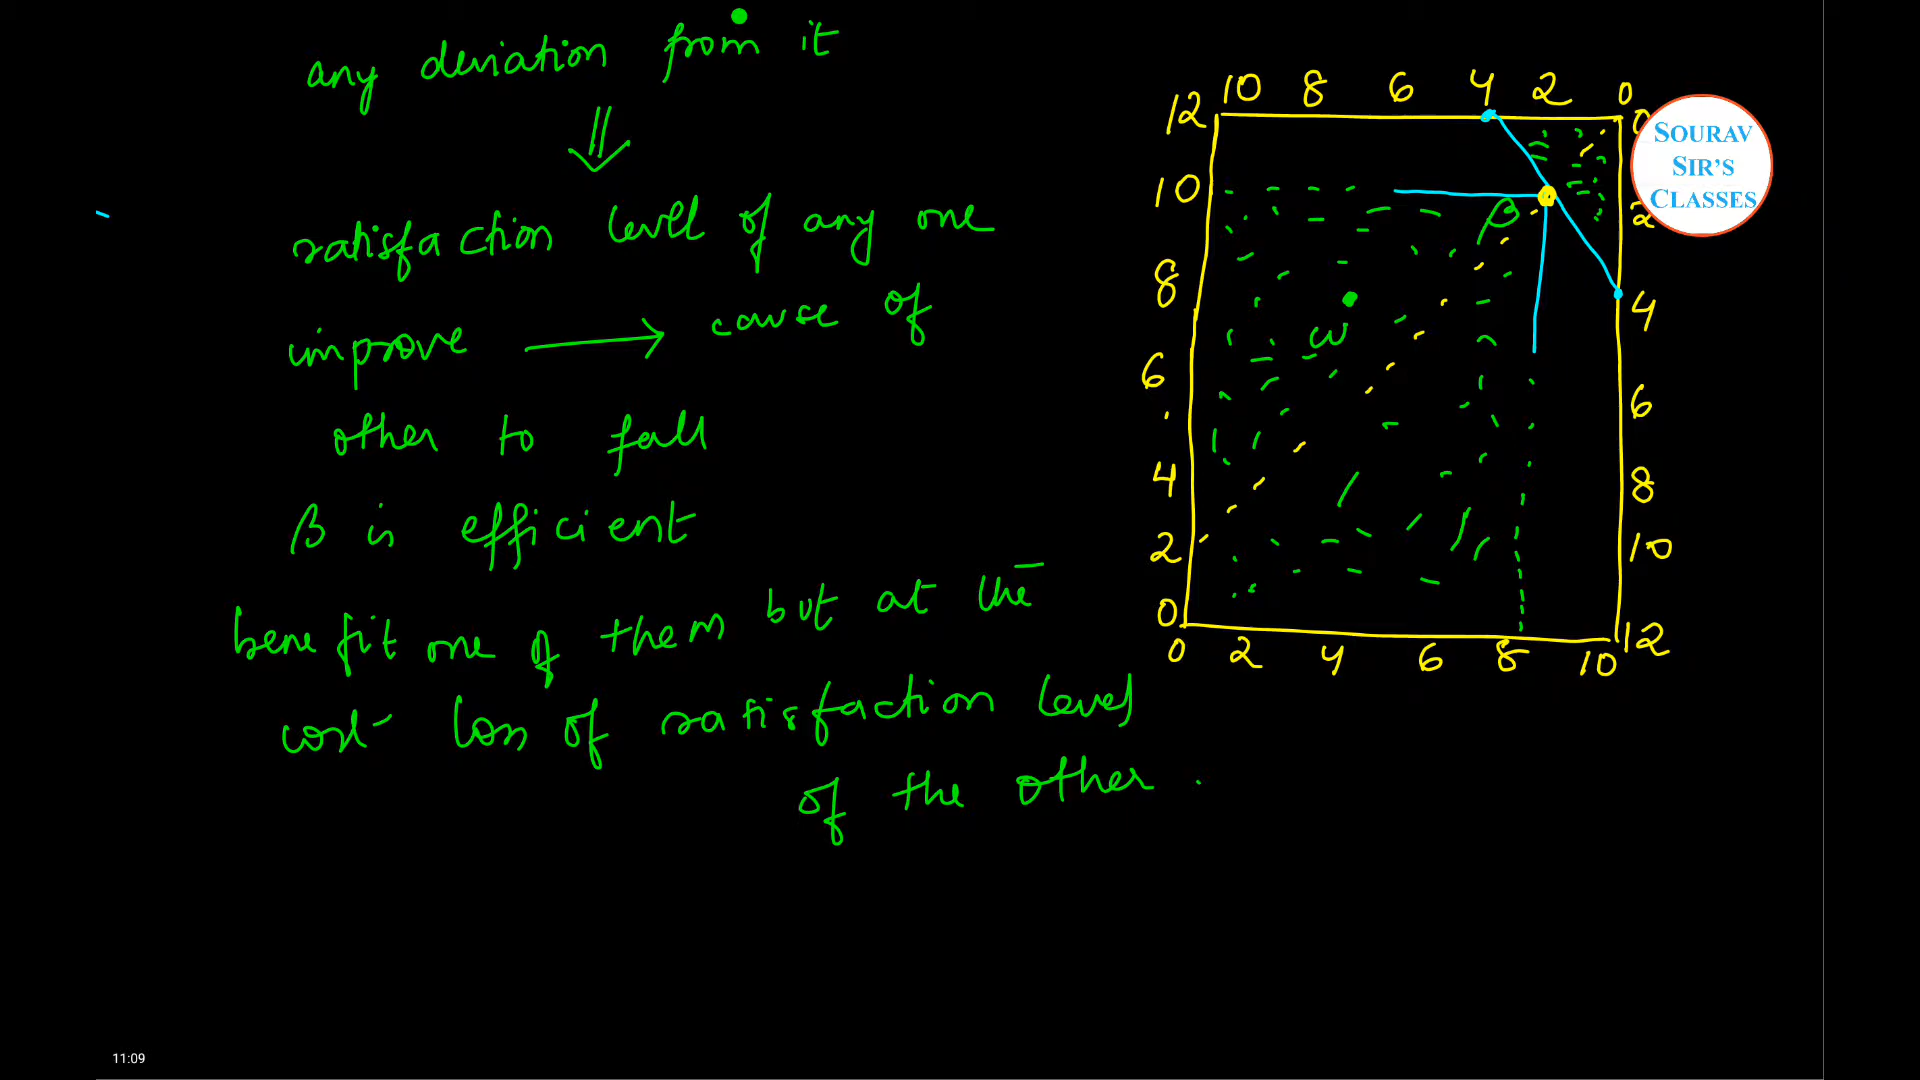 any deviation from it
⇓
satisfaction level of any one
improve → cause of
other to fall
β is efficient
benefit one of them but at the
cost loss of satisfaction level
of the other .
10 8 6 4 2 0
12 0
10 β 2
8 4
ω
6 6
4 8
2 10
0 12
0 2 4 6 8 10
SOURAV
SIR'S
CLASSES
11:09